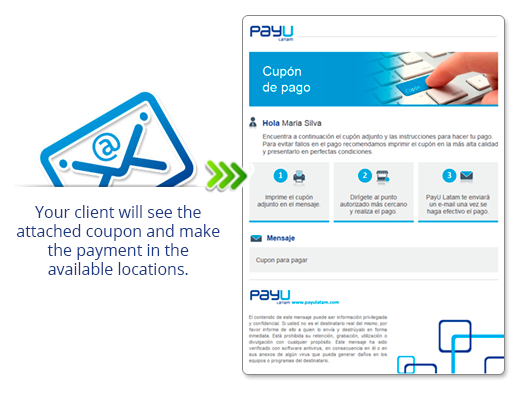 PayU
Latam
Cupón
de pago
Cupón
Hola Maria Silva
Encuentra a continuación el cupón adjunto y las instrucciones para hacer tu pago.
Para evitar fallos en el pago recomendamos imprimir el cupón en la más alta calidad
y presentarlo en perfectas condiciones.
1
2
3
Imprime el cupón
adjunto en el mensaje
Dirígete al punto
autorizado más cercano
y realiza el pago.
PayU Latam te enviará
un e-mail una vez se
haga efectivo el pago.
Mensaje
Cupon para pagar
@
Your client will see the
attached coupon and make
the payment in the
available locations.
PayU
Latam www.payulatam.com
El contenido de este mensaje puede ser información privilegiada
y confidencial. Si usted no es el destinatario real del mismo, por
favor informe de ello a quien lo envía y destrúyalo en forma
inmediata. Está prohibida su retención, grabación, utilización o
divulgación con cualquier propósito. Este mensaje ha sido
verificado con software antivirus, en consecuencia en él o en
sus anexos de algún virus que pueda generar daños en los
equipos o programas del destinatario.